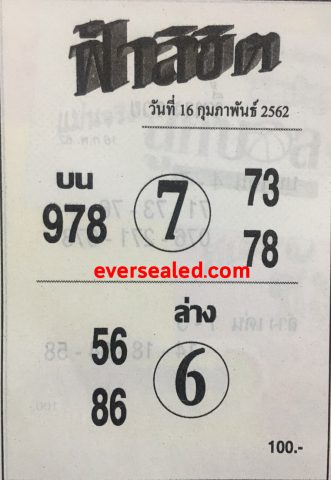 ฟ้าลิขิต
วันที่ 16 กุมภาพันธ์ 2562
บน
978
7
73
78
eversealed.com
ล่าง
56
86
6
100.-